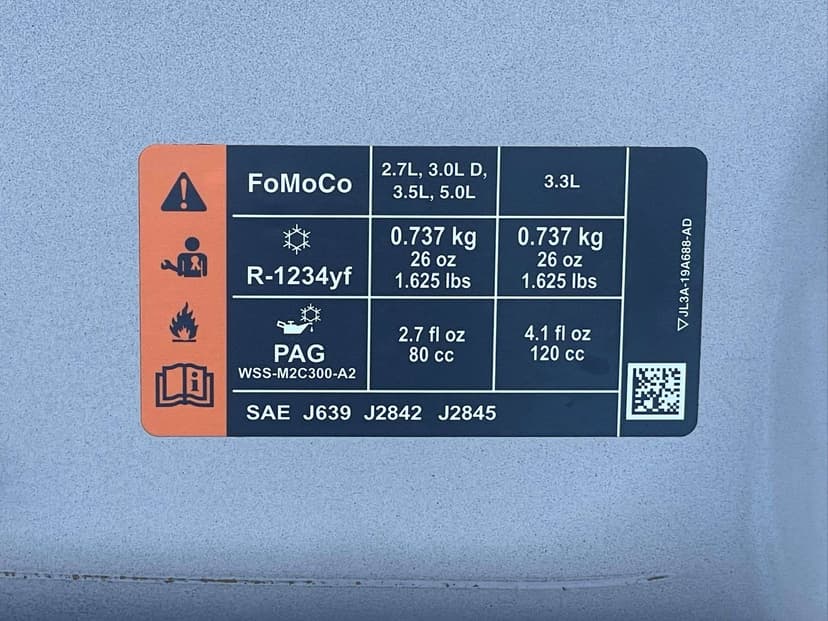 FoMoCo
2.7L, 3.0L D,
3.5L, 5.0L
3.3L
R-1234yf
0.737 kg
26 oz
1.625 lbs
0.737 kg
26 oz
1.625 lbs
PAG
WSS-M2C300-A2
2.7 fl oz
80 cc
4.1 fl oz
120 cc
SAE J639 J2842 J2845
JL3A-19A688-AD